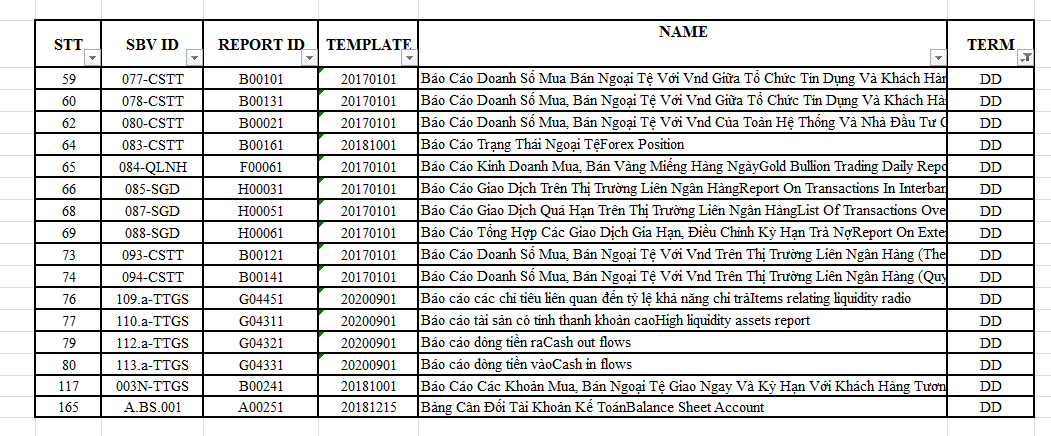 STT SBV ID REPORT ID TEMPLATE NAME TERM
59 077-CSTT B00101 20170101 Báo Cáo Doanh Số Mua Bán Ngoại Tệ Với Vnd Giữa Tổ Chức Tín Dụng Và Khách Hàn DD
60 078-CSTT B00131 20170101 Báo Cáo Doanh Số Mua, Bán Ngoại Tệ Với Vnd Giữa Tổ Chức Tín Dụng Và Khách Hàn DD
62 080-CSTT B00021 20170101 Báo Cáo Doanh Số Mua, Bán Ngoại Tệ Với Vnd Của Toàn Hệ Thống Và Nhà Đầu Tư DD
64 083-CSTT B00161 20181001 Báo Cáo Trạng Thái Ngoại TệForex Position DD
65 084-QLNH F00061 20170101 Báo Cáo Kinh Doanh Mua, Bán Vàng Miếng Hàng NgàyGold Bullion Trading Daily Repo DD
66 085-SGD H00031 20170101 Báo Cáo Giao Dịch Trên Thị Trường Liên Ngân HàngReport On Transactions In Interban DD
68 087-SGD H00051 20170101 Báo Cáo Giao Dịch Quá Hạn Trên Thị Trường Liên Ngân HàngList Of Transactions Ove DD
69 088-SGD H00061 20170101 Báo Cáo Tổng Hợp Các Giao Dịch Gia Hạn, Điều Chỉnh Kỳ Hạn Trả NợReport On Exte DD
73 093-CSTT B00121 20170101 Báo Cáo Doanh Số Mua, Bán Ngoại Tệ Với Vnd Trên Thị Trường Liên Ngân Hàng (The DD
74 094-CSTT B00141 20170101 Báo Cáo Doanh Số Mua, Bán Ngoại Tệ Với Vnd Trên Thị Trường Liên Ngân Hàng (Quy DD
76 109.a-TTGS G04451 20200901 Báo cáo các chỉ tiêu liên quan đến tỷ lệ khả năng chi trảItems relating liquidity radio DD
77 110.a-TTGS G04311 20200901 Báo cáo tài sản có tính thanh khoản caoHigh liquidity assets report DD
79 112.a-TTGS G04321 20200901 Báo cáo dòng tiền raCash out flows DD
80 113.a-TTGS G04331 20200901 Báo cáo dòng tiền vàoCash in flows DD
117 003N-TTGS B00241 20181001 Báo Cáo Các Khoản Mua, Bán Ngoại Tệ Giao Ngay Và Kỳ Hạn Với Khách Hàng Tươn DD
165 A.BS.001 A00251 20181215 Bảng Cân Đối Tài Khoản Kế ToánBalance Sheet Account DD